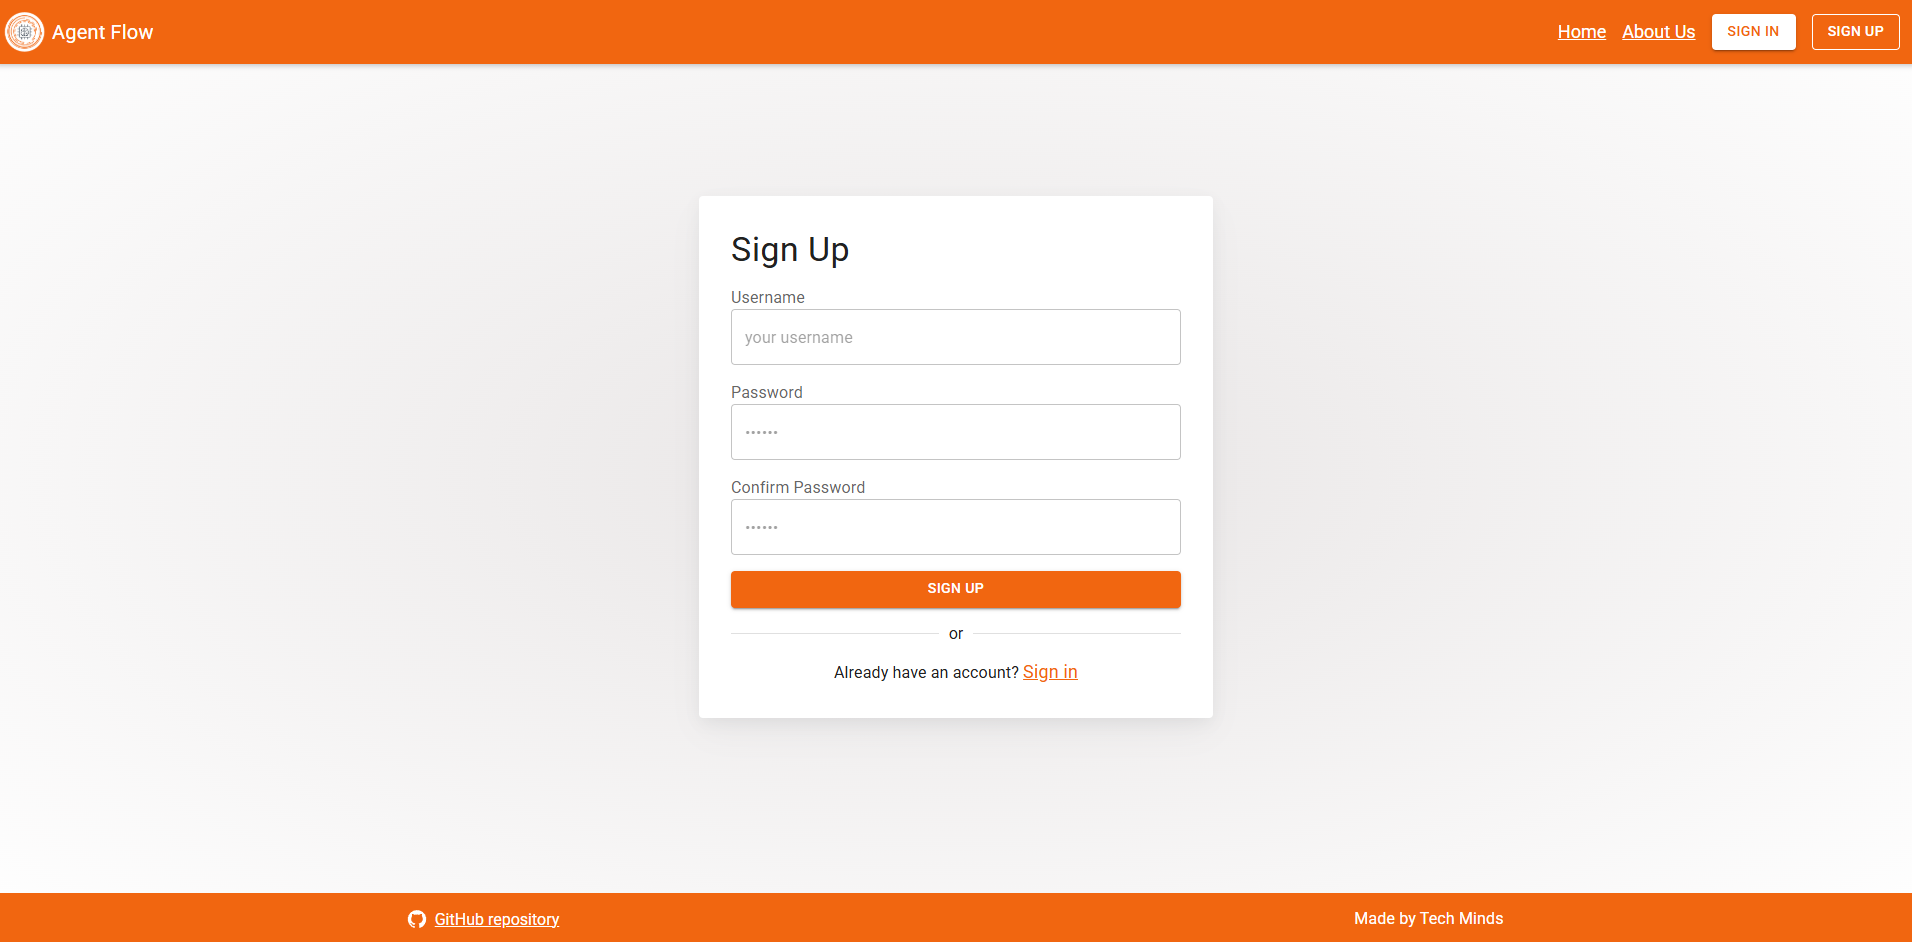 Agent Flow
Home
About Us
SIGN IN
SIGN UP
Sign Up
Username
your username
Password
••••••
Confirm Password
••••••
SIGN UP
or
Already have an account? Sign in
GitHub repository
Made by Tech Minds